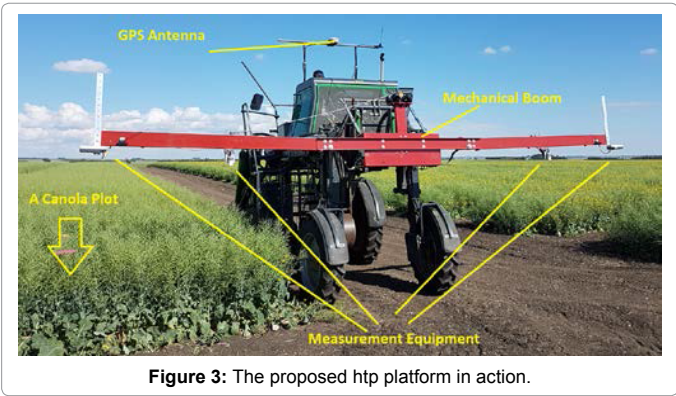 GPS Antenna
Mechanical Boom
A Canola Plot
Measurement Equipment
Figure 3: The proposed htp platform in action.